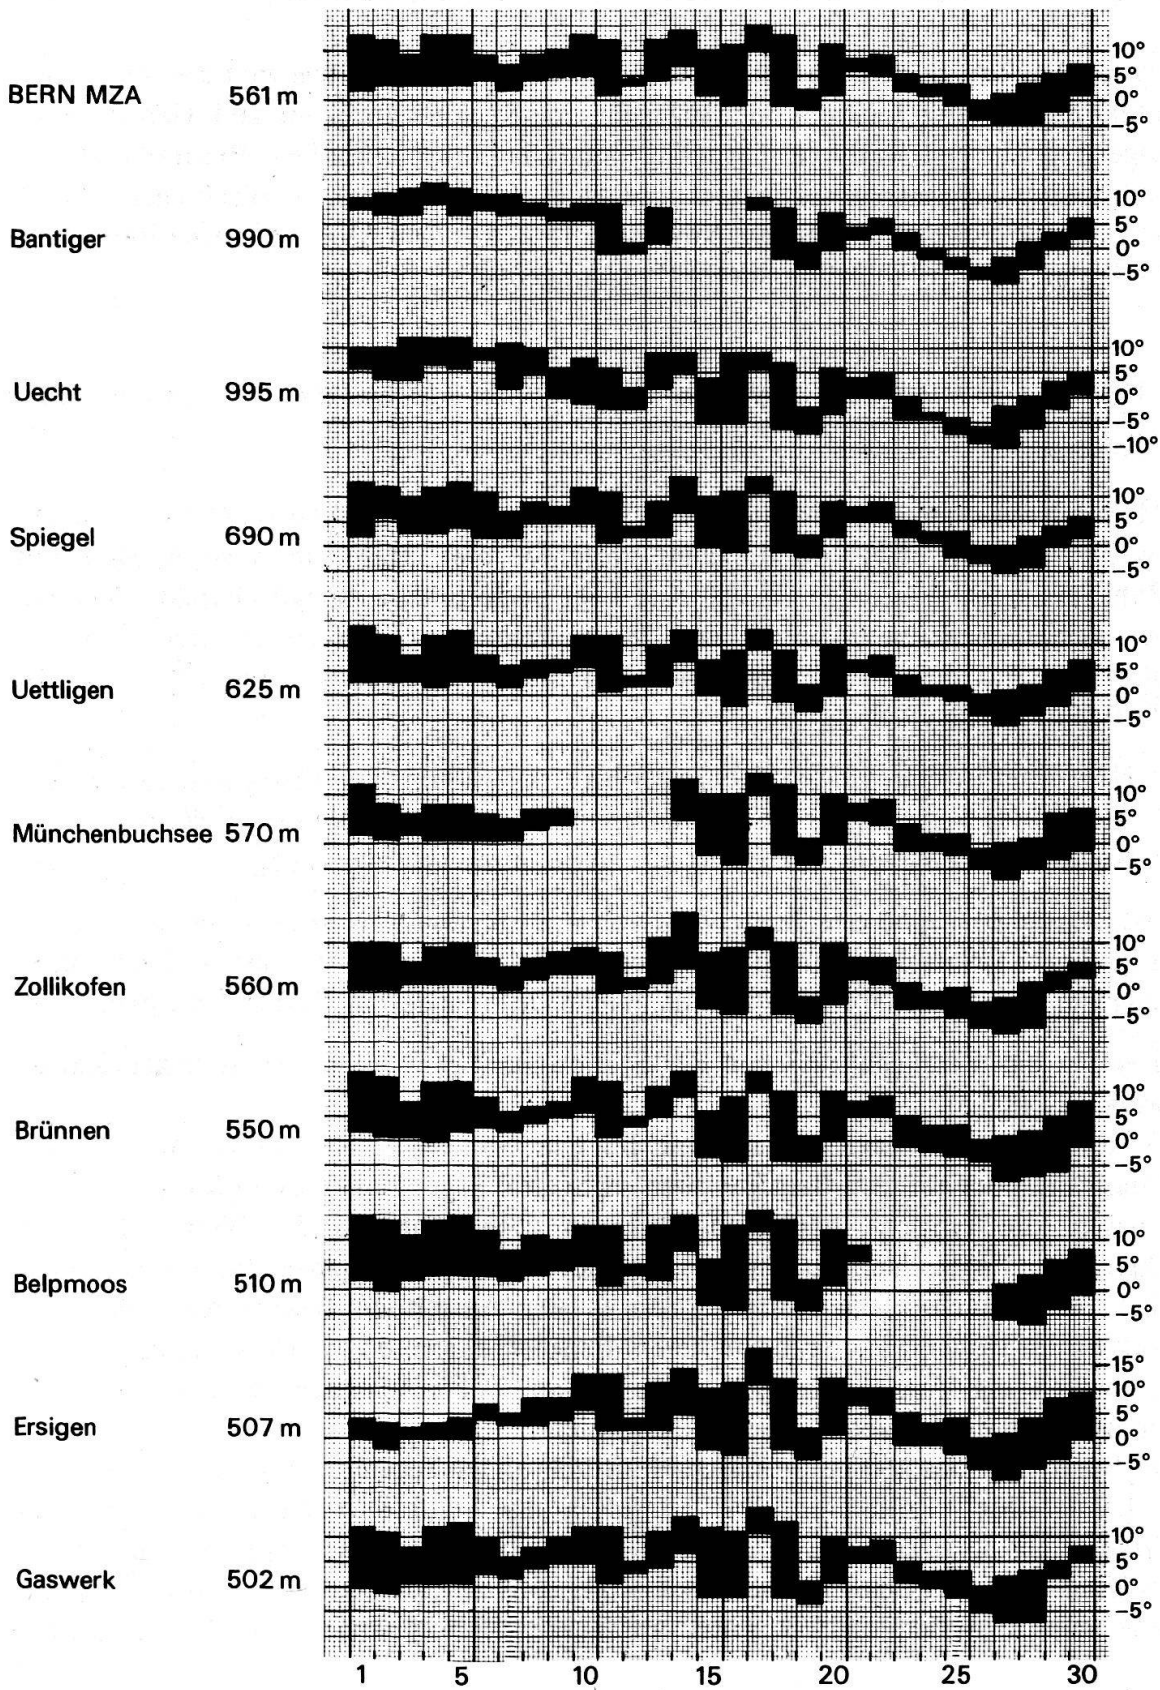 10°
5°
BERN MZA 561 m 0°
-5°
10°
5°
Bantiger 990 m 0°
-5°
10°
5°
Uecht 995 m 0°
-5°
-10°
10°
5°
Spiegel 690 m 0°
-5°
10°
5°
Uettligen 625 m 0°
-5°
10°
5°
Münchenbuchsee 570 m 0°
-5°
10°
5°
Zollikofen 560 m 0°
-5°
10°
5°
Brünnen 550 m 0°
-5°
10°
5°
Belpmoos 510 m 0°
-5°
15°
10°
5°
Ersigen 507 m 0°
-5°
10°
5°
Gaswerk 502 m 0°
-5°
1 5 10 15 20 25 30